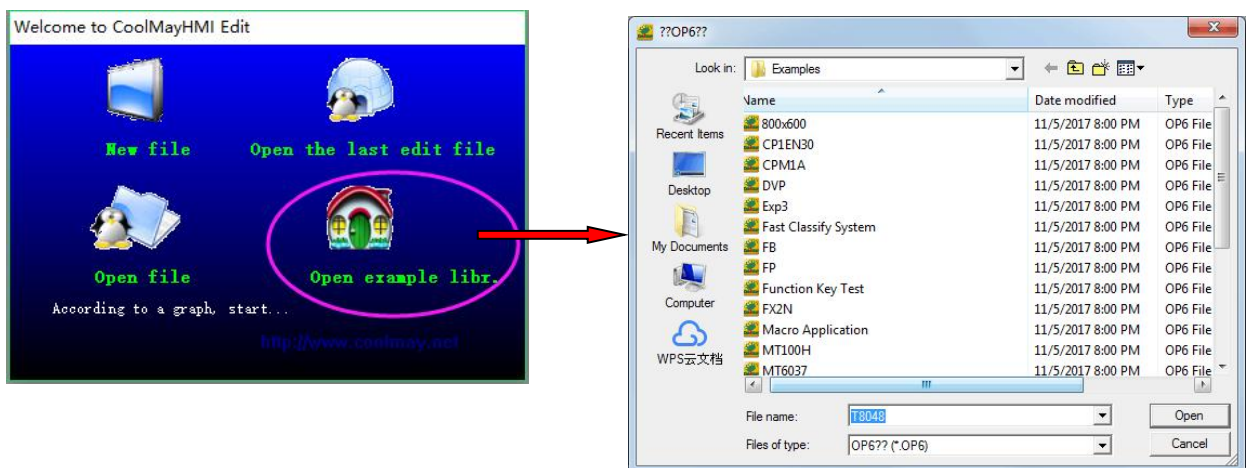 Welcome to CoolMayHMI Edit
New file
Open the last edit file
Open file
Open example libr.
According to a graph, start...
http://www.coolmay.net
??OP6??
Look in:
Examples
Recent Items
Desktop
My Documents
Computer
WPS云文档
Name
Date modified
Type
800x600
11/5/2017 8:00 PM
OP6 File
CP1EN30
11/5/2017 8:00 PM
OP6 File
CPM1A
11/5/2017 8:00 PM
OP6 File
DVP
11/5/2017 8:00 PM
OP6 File
Exp3
11/5/2017 8:00 PM
OP6 File
Fast Classify System
11/5/2017 8:00 PM
OP6 File
FB
11/5/2017 8:00 PM
OP6 File
FP
11/5/2017 8:00 PM
OP6 File
Function Key Test
11/5/2017 8:00 PM
OP6 File
FX2N
11/5/2017 8:00 PM
OP6 File
Macro Application
11/5/2017 8:00 PM
OP6 File
MT100H
11/5/2017 8:00 PM
OP6 File
MT6037
11/5/2017 8:00 PM
OP6 File
File name:
T8048
Open
Files of type:
OP6?? (*.OP6)
Cancel